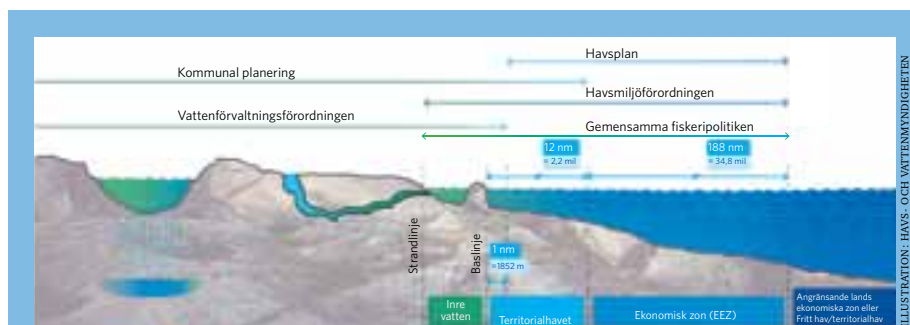 Havsplan
Kommunal planering
Havsmiljöförordningen
Vattenförvaltningsförordningen
Gemensamma fiskeripolitiken
12 nm
≈ 2,2 mil
188 nm
≈ 34,8 mil
Strandlinje
Baslinje
1 nm
≈1852 m
Inre
vatten
Territorialhavet
Ekonomisk zon (EEZ)
Angränsande lands
ekonomiska zon eller
Fritt hav/territorialhav
ILLUSTRATION: HAVS- OCH VATTENMYNDIGHETEN